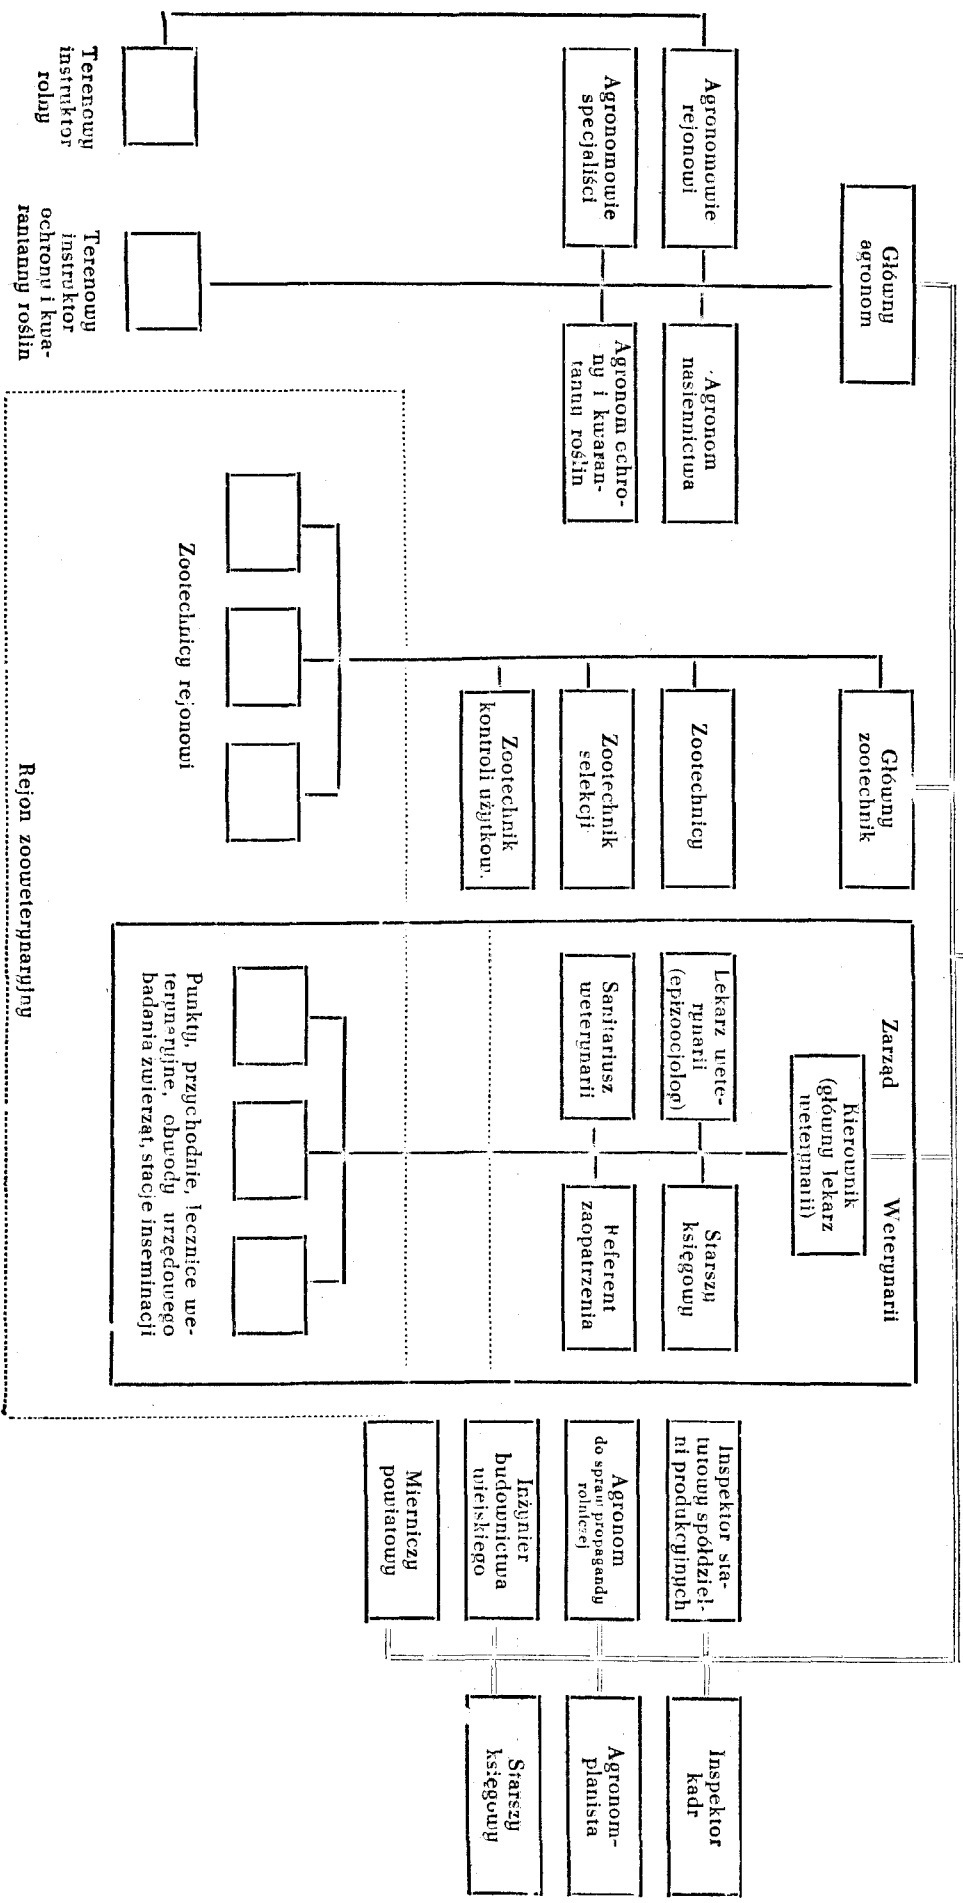 Główny
agronom
Agronomowie
rejonowi
Agronom
nasiennictwa
Agronomowie
specjaliści
Agronom ochro-
ny i kwaran-
tanny roślin
Terenowy
instruktor
rolny
Terenowy
instruktor
ochrony i kwa-
rantanny roślin
Główny
zootechnik
Zootechnicy
Zootechnik
selekcji
Zootechnik
kontroli użytkow.
Zootechnicy rejonowi
Zarząd Weterynarii
Kierownik
(główny lekarz
weterynarii)
Lekarz wete-
rynarii
(epizoocjolog)
Starszy
księgowy
Sanitariusz
weterynarii
Referent
zaopatrzenia
Punkty, przychodnie, lecznice we-
terynaryjne, obwody urzędowego
badania zwierząt, stacje inseminacji
Rejon zooweterynaryjny
Inspektor sta-
tutowy spółdziel-
ni produkcyjnych
Inspektor
kadr
Agronom
do spraw propagandy
rolniczej
Agronom-
planista
Inżynier
budownictwa
wiejskiego
Starszy
księgowy
Mierniczy
powiatowy